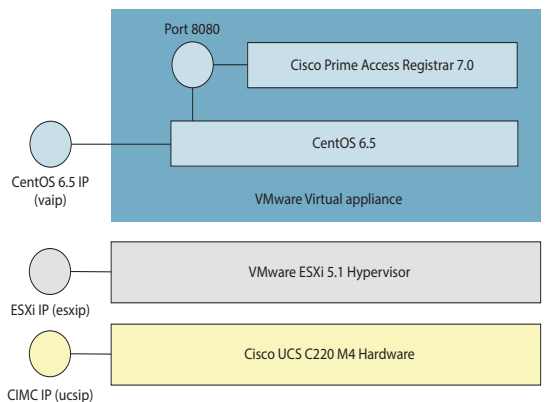 Port 8080
Cisco Prime Access Registrar 7.0
CentOS 6.5
CentOS 6.5 IP
(vaip)
VMware Virtual appliance
VMware ESXi 5.1 Hypervisor
ESXi IP (esxip)
Cisco UCS C220 M4 Hardware
CIMC IP (ucsip)